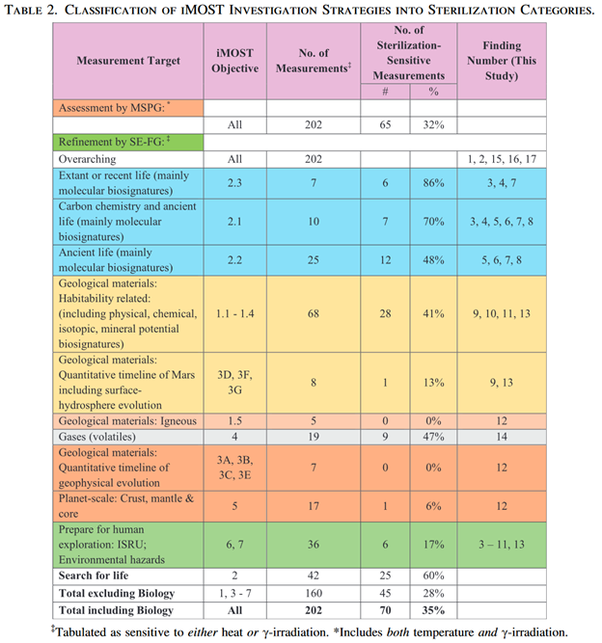 TABLE 2. CLASSIFICATION OF IMOST INVESTIGATION STRATEGIES INTO STERILIZATION CATEGORIES.
Measurement Target
iMOST
Objective
No. of
Measurements‡
No. of
Sterilization-
Sensitive
Measurements
# %
Finding
Number (This
Study)
Assessment by MSPG: *
All 202 65 32%
Refinement by SE-FG: ‡
Overarching All 202 1, 2, 15, 16, 17
Extant or recent life (mainly
molecular biosignatures)
2.3 7 6 86% 3, 4, 7
Carbon chemistry and ancient
life (mainly molecular
biosignatures)
2.1 10 7 70% 3, 4, 5, 6, 7, 8
Ancient life (mainly
molecular biosignatures)
2.2 25 12 48% 5, 6, 7, 8
Geological materials:
Habitability related:
(including physical, chemical,
isotopic, mineral potential
biosignatures)
1.1 - 1.4 68 28 41% 9, 10, 11, 13
Geological materials:
Quantitative timeline of Mars
including surface-
hydrosphere evolution
3D, 3F,
3G
8 1 13% 9, 13
Geological materials: Igneous 1.5 5 0 0% 12
Gases (volatiles) 4 19 9 47% 14
Geological materials:
Quantitative timeline of
geophysical evolution
3A, 3B,
3C, 3E
7 0 0% 12
Planet-scale: Crust, mantle &
core
5 17 1 6% 12
Prepare for human
exploration: ISRU;
Environmental hazards
6, 7 36 6 17% 3 – 11, 13
Search for life 2 42 25 60%
Total excluding Biology 1, 3 - 7 160 45 28%
Total including Biology All 202 70 35%
‡Tabulated as sensitive to either heat or γ-irradiation. *Includes both temperature and γ-irradiation.